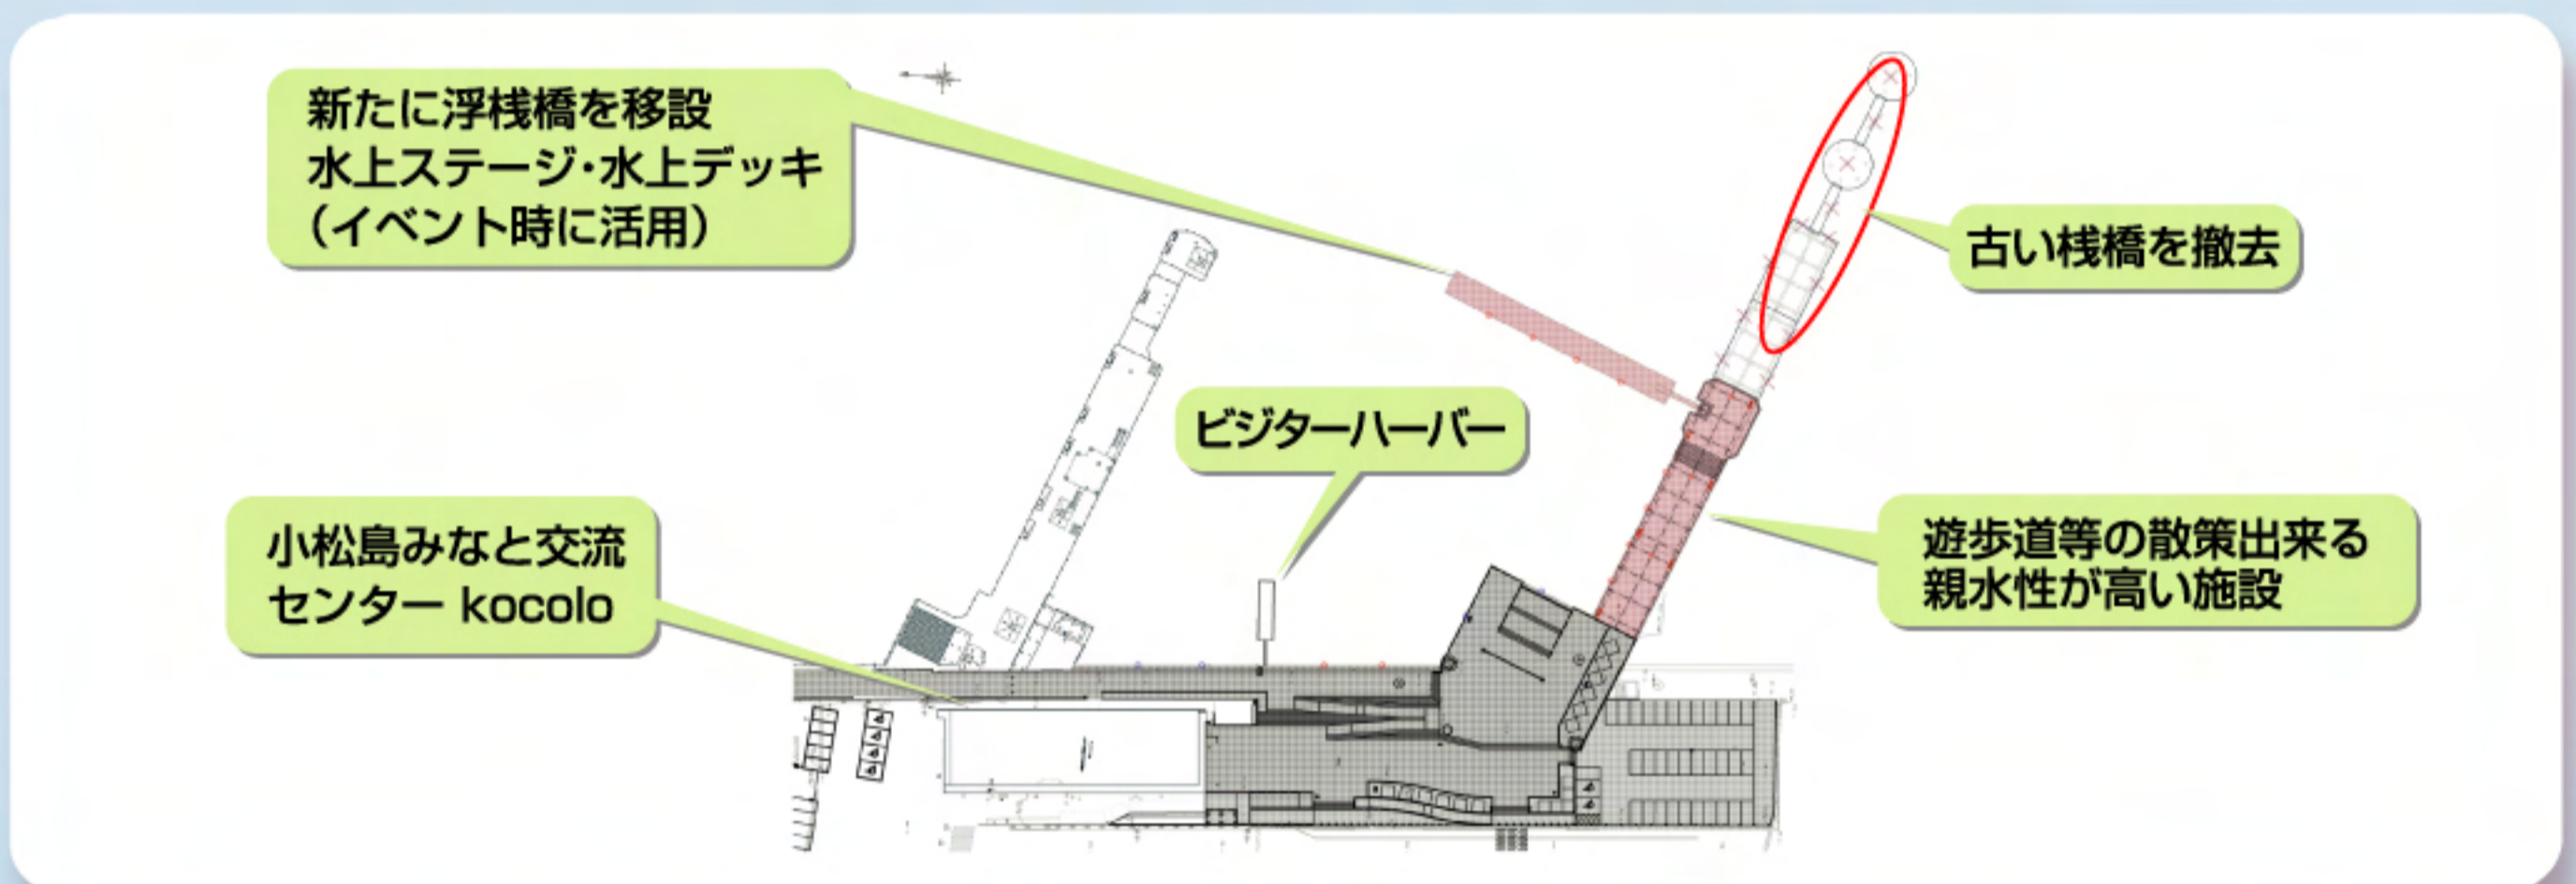 新たに浮桟橋を移設
水上ステージ・水上デッキ
（イベント時に活用）
古い桟橋を撤去
ビジターハーバー
小松島みなと交流
センター kocolo
遊歩道等の散策出来る
親水性が高い施設